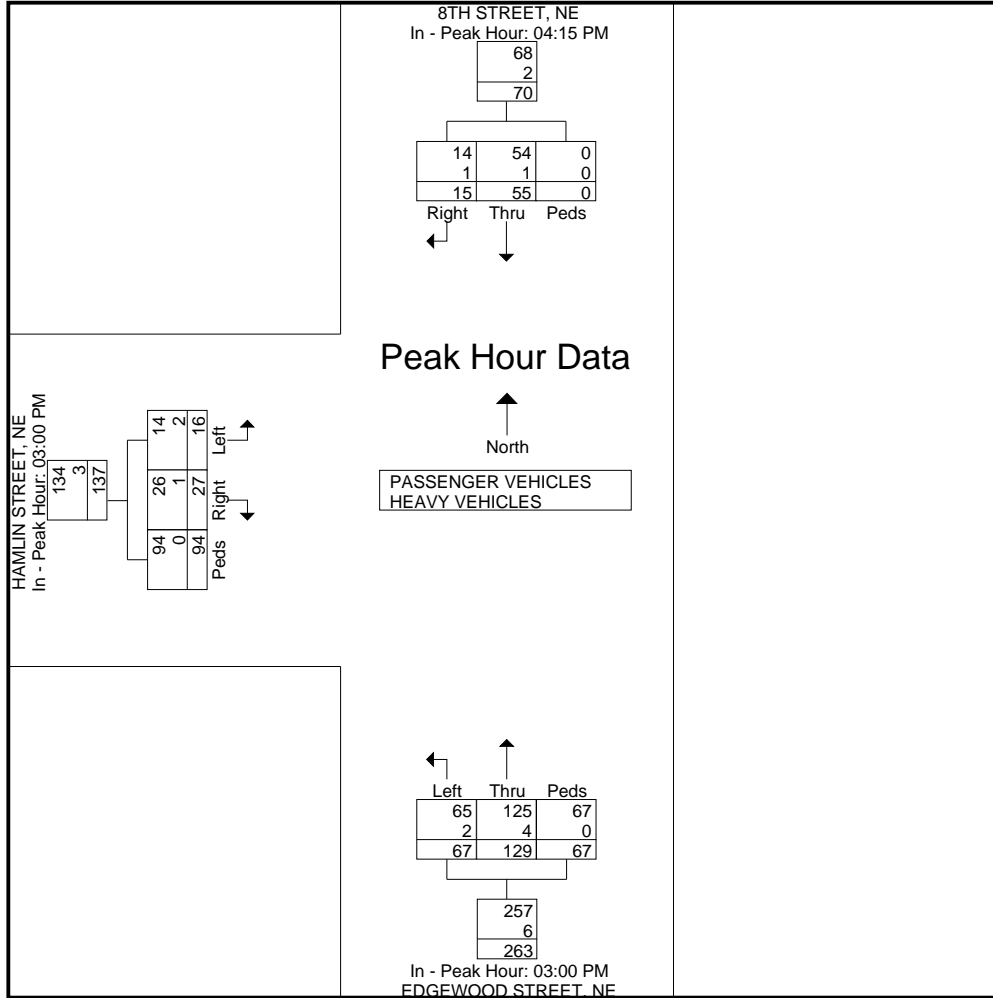 8TH STREET, NE
In - Peak Hour: 04:15 PM
68
2
70
14 54 0
1 1 0
15 55 0
Right Thru Peds
Peak Hour Data
North
PASSENGER VEHICLES
HEAVY VEHICLES
HAMLIN STREET, NE
In - Peak Hour: 03:00 PM
134
3
137
14 2 16 Left
26 1 27 Right
94 0 94 Peds
Left Thru Peds
65 125 67
2 4 0
67 129 67
257
6
263
In - Peak Hour: 03:00 PM
EDGEWOOD STREET, NE